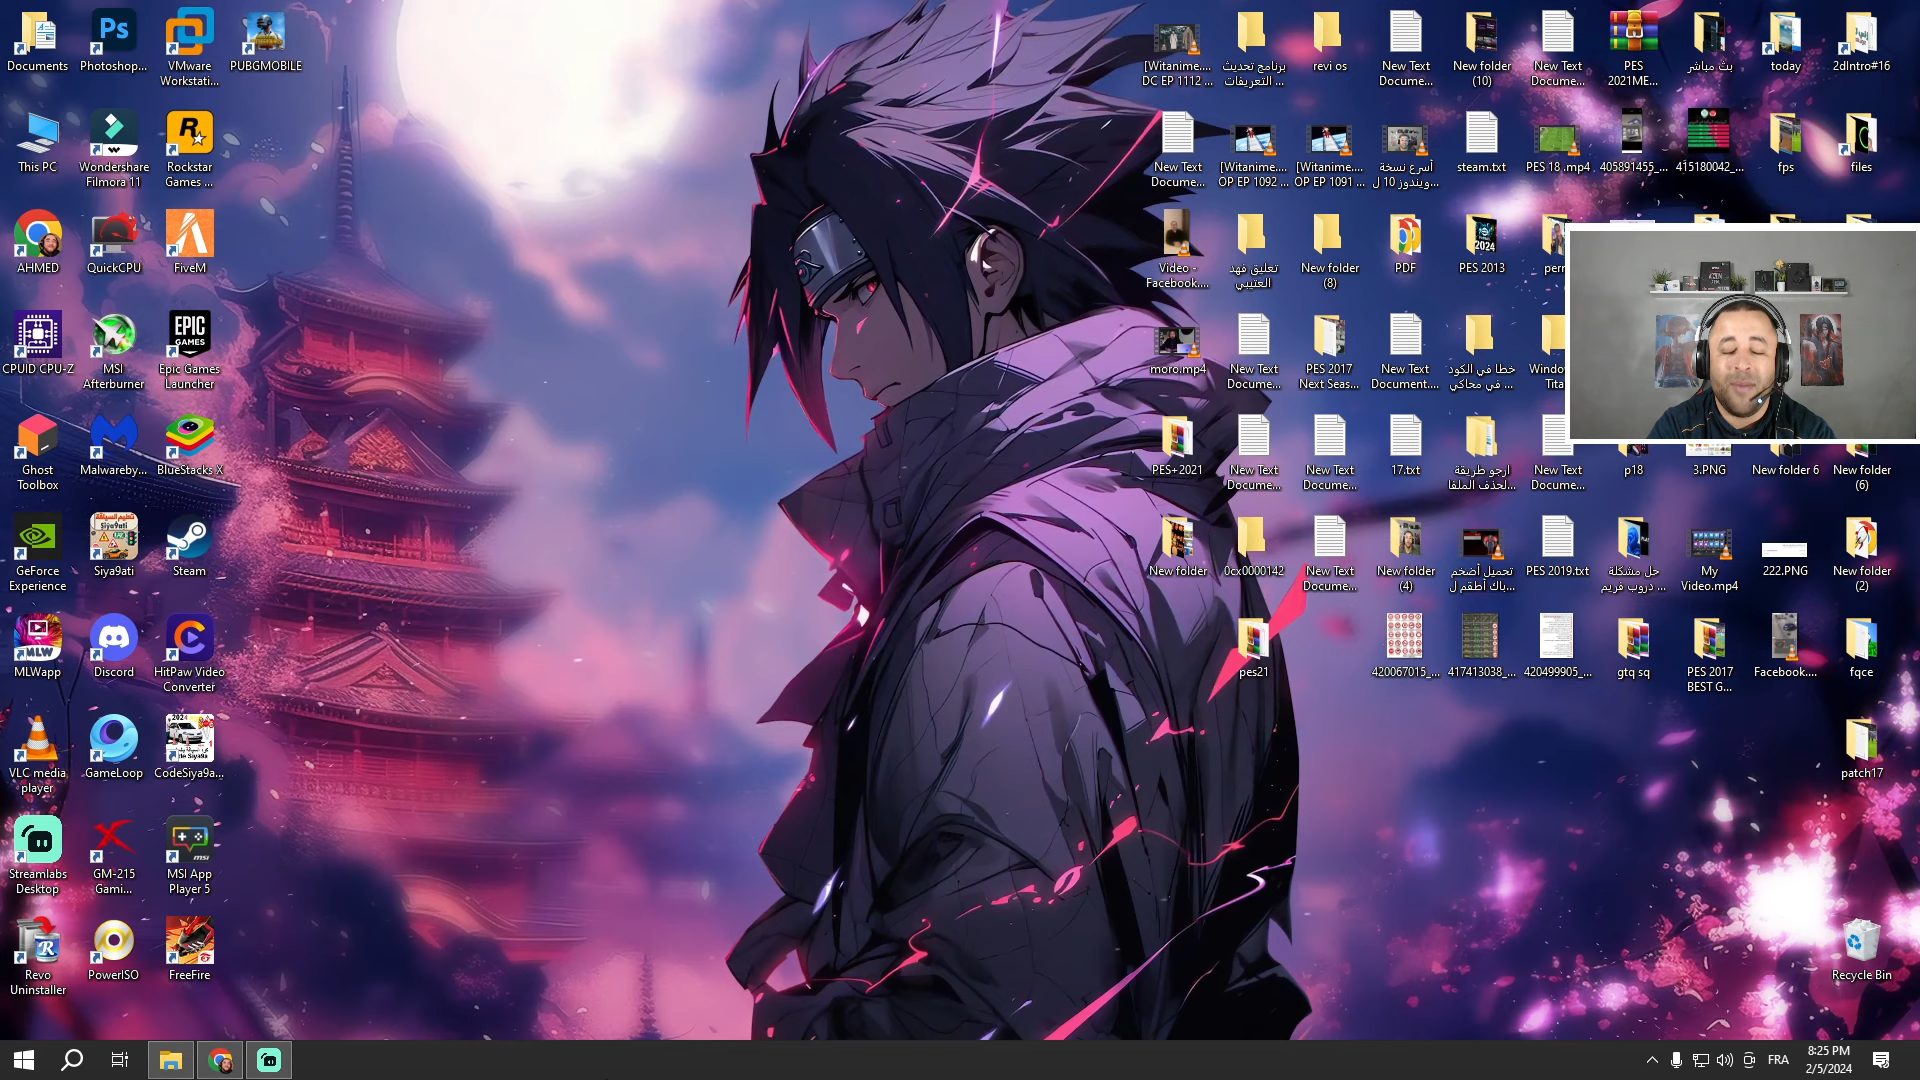 Documents
Photoshop...
VMware
Workstati...
PUBGMOBILE
This PC
Wondershare
Filmora 11
Rockstar
Games ...
AHMED
QuickCPU
FiveM
CPUID CPU-Z
MSI
Afterburner
EPIC
GAMES
Epic Games
Launcher
Ghost
Toolbox
Malwareby...
BlueStacks X
GeForce
Experience
Siya9ati
Steam
MLWapp
Discord
HitPaw Video
Converter
VLC media
player
GameLoop
CodeSiya9a...
Streamlabs
Desktop
GM-215
Gami...
MSI App
Player 5
Revo
Uninstaller
PowerISO
FreeFire
[Witanime....
DC EP 1112 ...
برنامج تحديث
التعريفات ...
revi os
New Text
Docume...
New folder
(10)
New Text
Docume...
PES
2021ME...
بث مباشر
today
2dIntro#16
New Text
Docume...
[Witanime....
OP EP 1092 ...
[Witanime....
OP EP 1091 ...
أسرع نسخة
ويندوز 10 ل...
steam.txt
PES 18 .mp4
405891455_...
415180042_...
fps
files
Video -
Facebook....
تعليق فهد
العتيبي
New folder
(8)
PDF
PES 2013
moro.mp4
New Text
Docume...
PES 2017
Next Seas...
New Text
Document....
خطا في الكود
في محاكي ...
PES+2021
New Text
Docume...
New Text
Docume...
17.txt
ارجو طريقة
لحذف الملفا...
New Text
Docume...
p18
3.PNG
New folder 6
New folder
(6)
New folder
0cx0000142
New Text
Docume...
New folder
(4)
تحميل أضخم
باك أطقم ل...
PES 2019.txt
حل مشكلة
دروب فريم ...
My
Video.mp4
222.PNG
New folder
(2)
pes21
420067015_...
417413038_...
420499905_...
gtq sq
PES 2017
BEST G...
Facebook....
fqce
patch17
Recycle Bin
FRA
8:25 PM
2/5/2024